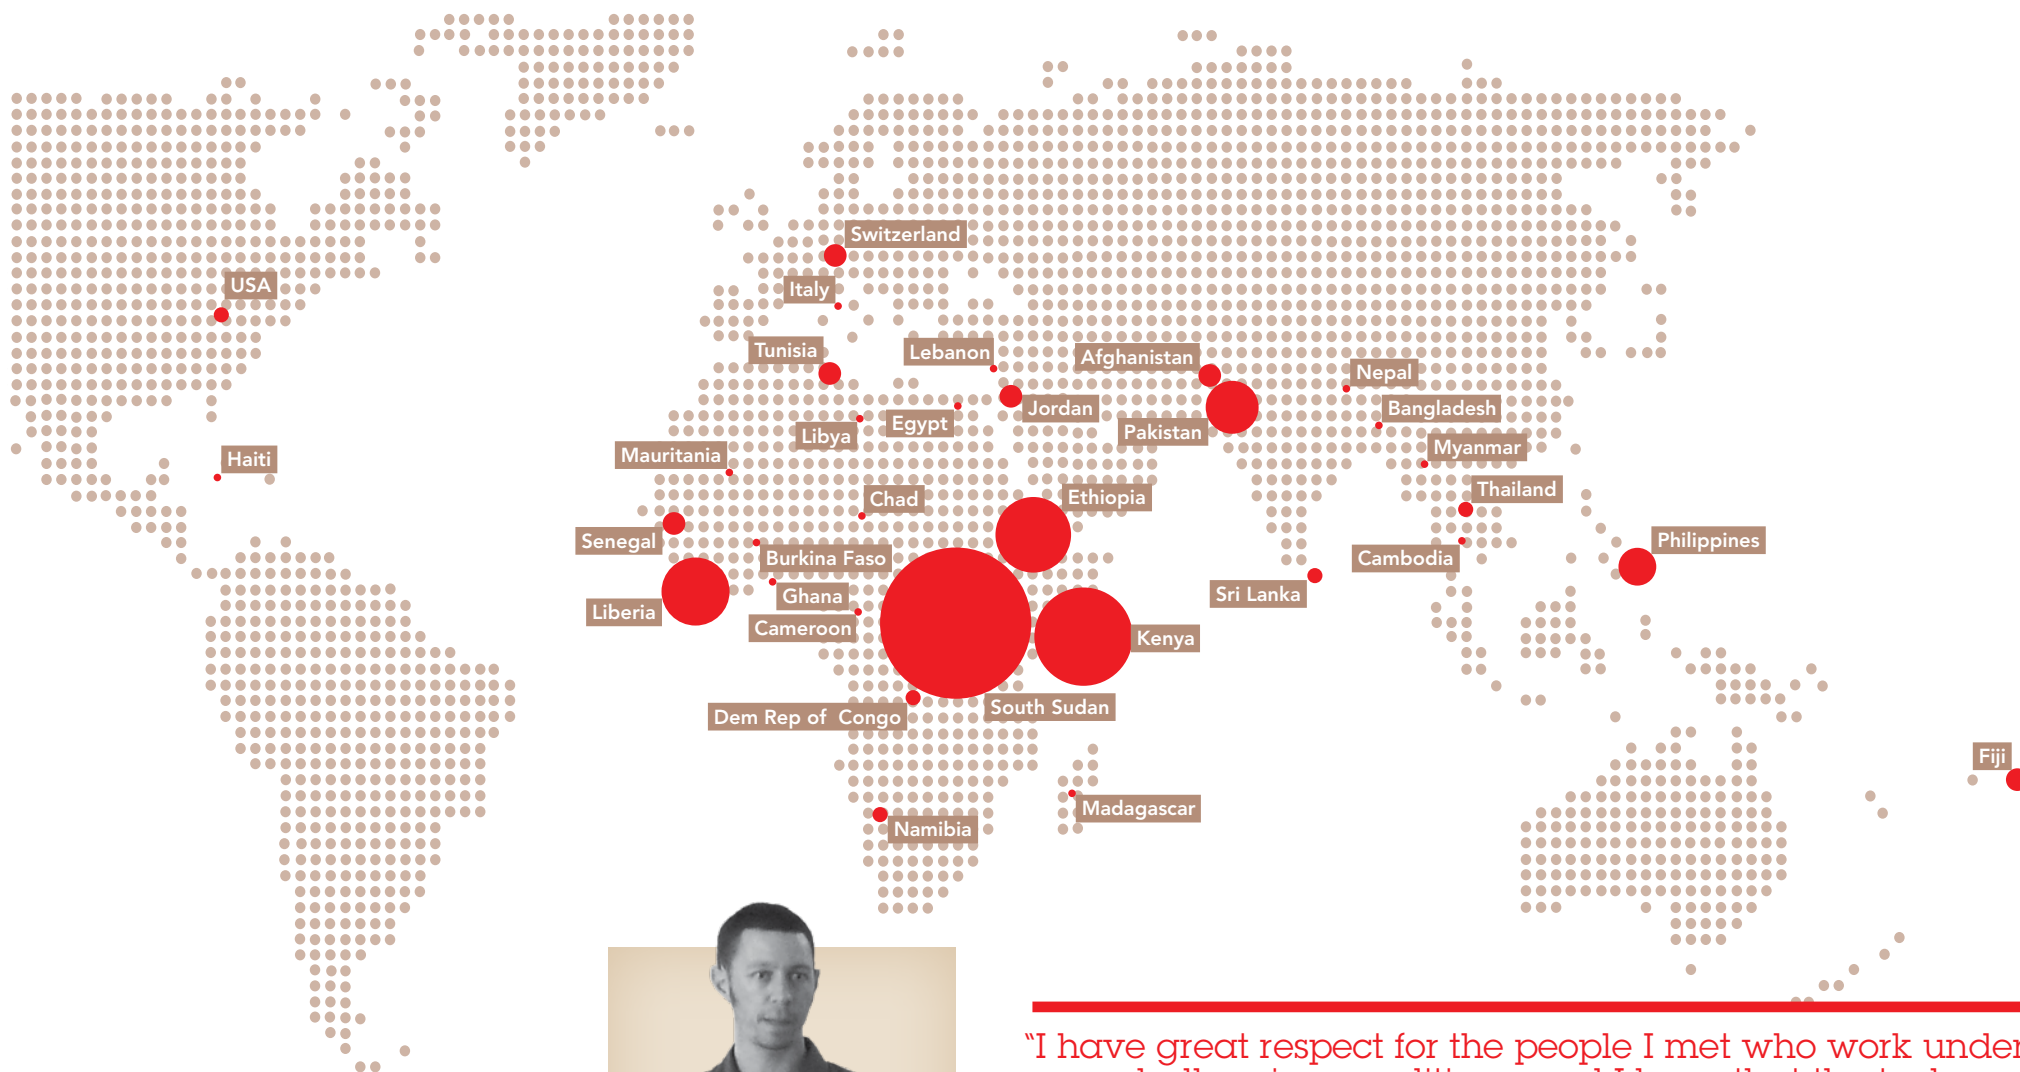 Switzerland
USA
Italy
Tunisia
Lebanon
Afghanistan
Nepal
Jordan
Bangladesh
Egypt
Libya
Pakistan
Myanmar
Mauritania
Haiti
Thailand
Chad
Ethiopia
Senegal
Philippines
Burkina Faso
Cambodia
Ghana
Sri Lanka
Liberia
Cameroon
Kenya
South Sudan
Dem Rep of Congo
Fiji
Madagascar
Namibia
“I have great respect for the people I met who work under